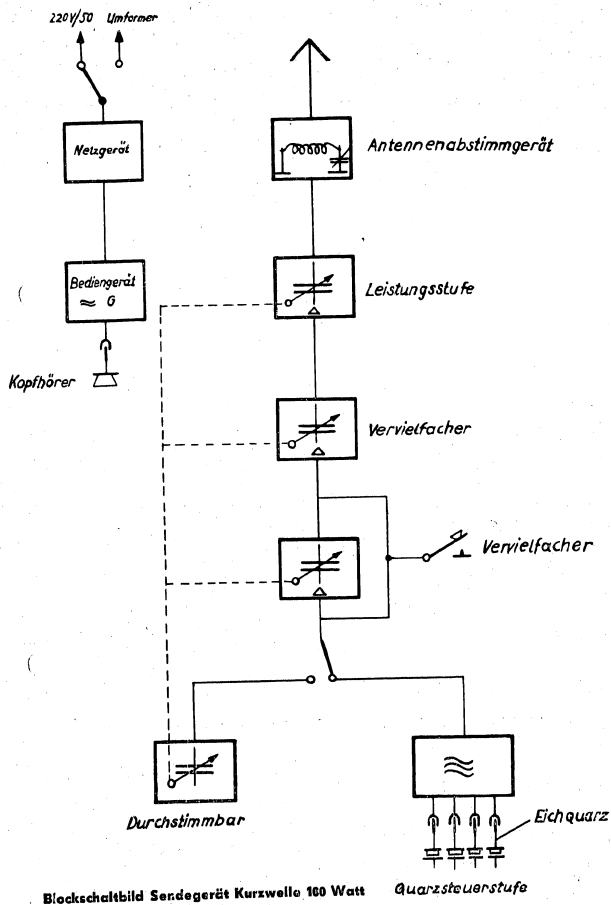 220V/50 Umformer
Netzgerät
Antennenabstimmgerät
Bediengerät
≈ G
Leistungsstufe
Kopfhörer
Vervielfacher
Vervielfacher
Durchstimmbar
Eichquarz
Quarzsteuerstufe
Blockschaltbild Sendegerät Kurzwelle 100 Watt